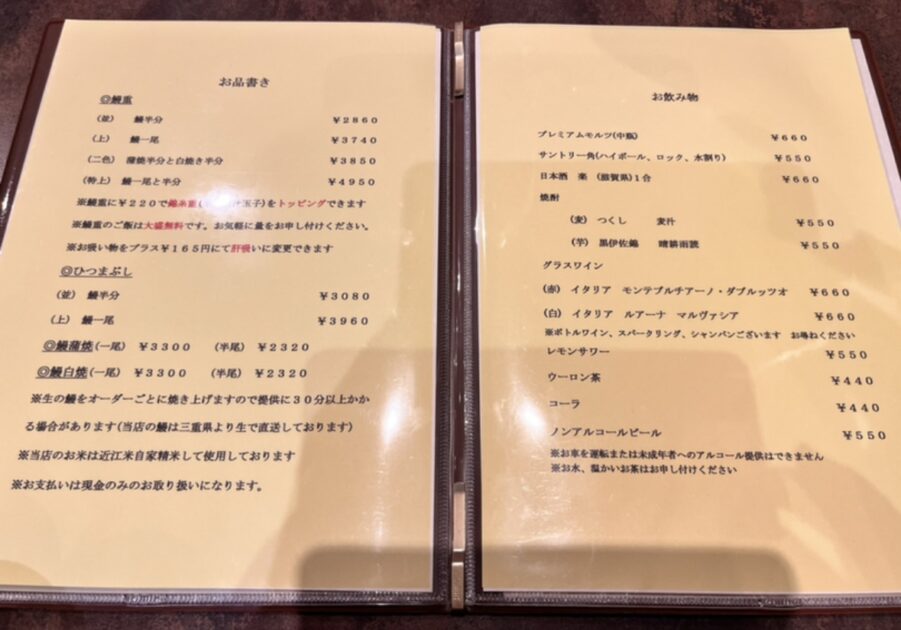 お品書き
◎鰻重
(並) 鰻半分 ¥2860
(上) 鰻一尾 ¥3740
(二色) 蒲焼半分と白焼き半分 ¥3850
(特上) 鰻一尾と半分 ¥4950
※鰻重に¥220で錦糸重(玉子)をトッピングできます
※鰻重のご飯は大盛無料です。お気軽に量をお申し付けください。
※お吸い物をプラス¥165円にて肝吸いに変更できます
◎ひつまぶし
(並) 鰻半分 ¥3080
(上) 鰻一尾 ¥3960
◎鰻蒲焼(一尾) ¥3300 (半尾) ¥2320
◎鰻白焼(一尾) ¥3300 (半尾) ¥2320
※生の鰻をオーダーごとに焼き上げますので提供に30分以上かか
る場合があります(当店の鰻は三重県より生で直送しております)
※当店のお米は近江米自家精米して使用しております
※お支払いは現金のみのお取り扱いになります。
お飲み物
プレミアムモルツ(中瓶) ¥660
サントリー角(ハイボール、ロック、水割り) ¥550
日本酒 楽 (滋賀県)1合 ¥660
焼酎
(麦) つくし 麦汁 ¥550
(芋) 黒伊佐錦 晴耕雨読 ¥550
グラスワイン
(赤) イタリア モンテプルチアーノ・ダブルッツオ ¥660
(白) イタリア ルアーナ マルヴァシア ¥660
※ボトルワイン、スパークリング、シャンパンございます お尋ねください
レモンサワー ¥550
ウーロン茶 ¥440
コーラ ¥440
ノンアルコールビール ¥550
※お車を運転または未成年者へのアルコール提供はできません
※お水、温かいお茶はお申し付けください